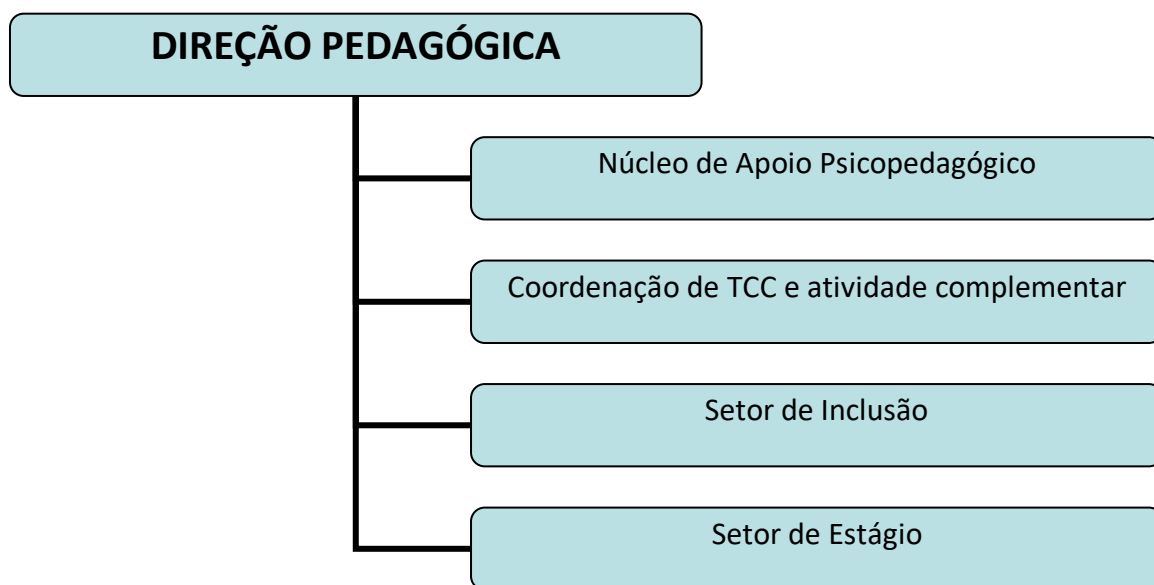 DIREÇÃO PEDAGÓGICA
Núcleo de Apoio Psicopedagógico
Coordenação de TCC e atividade complementar
Setor de Inclusão
Setor de Estágio